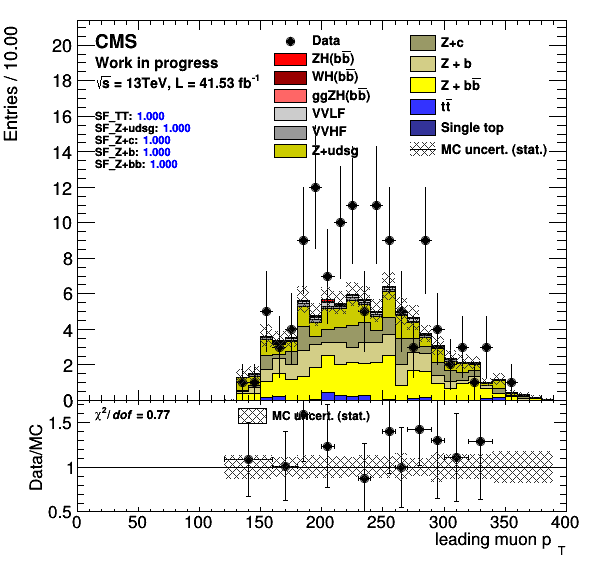 Entries / 10.00
20
18
16
14
12
10
8
6
4
2
0
CMS
Work in progress
√s = 13TeV, L = 41.53 fb⁻¹
SF_TT: 1.000
SF_Z+udsg: 1.000
SF_Z+c: 1.000
SF_Z+b: 1.000
SF_Z+bb: 1.000
Data
ZH(bb̅)
WH(bb̅)
ggZH(bb̅)
VVLF
VVHF
Z+udsg
Z+c
Z + b
Z + bb̅
tt̅
Single top
MC uncert. (stat.)
Data/MC
1.5
1
0.5
χ²/ dof = 0.77
MC uncert. (stat.)
0 50 100 150 200 250 300 350 400
leading muon p T